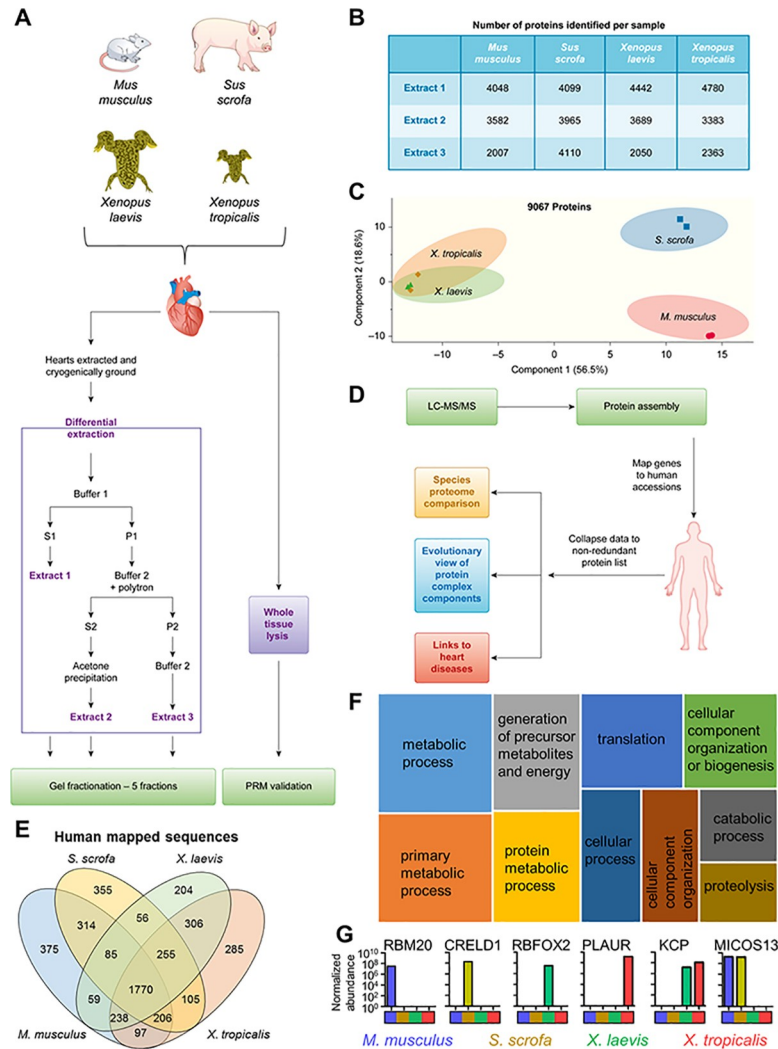 A
Mus
musculus
Sus
scrofa
Xenopus
laevis
Xenopus
tropicalis
Hearts extracted and
cryogenically ground
Differential
extraction
Buffer 1
S1
P1
Extract 1
Buffer 2
+ polytron
S2
P2
Acetone
precipitation
Buffer 2
Extract 2
Extract 3
Whole
tissue
lysis
Gel fractionation – 5 fractions
PRM validation
B
Number of proteins identified per sample
Mus musculus Sus scrofa Xenopus laevis Xenopus tropicalis
Extract 1 4048 4099 4442 4780
Extract 2 3582 3965 3689 3383
Extract 3 2007 4110 2050 2363
C
9067 Proteins
Component 2 (18.6%)
10
0
–10
X. tropicalis
X. laevis
S. scrofa
M. musculus
–10 –5 0 5 10 15
Component 1 (56.5%)
D
LC-MS/MS
Protein assembly
Map genes
to human
accessions
Collapse data to
non-redundant
protein list
Species
proteome
comparison
Evolutionary
view of
protein
complex
components
Links to
heart
diseases
E
Human mapped sequences
S. scrofa
X. laevis
355
204
314
56
306
375
85
255
285
1770
59
105
238
206
97
M. musculus
X. tropicalis
F
metabolic
process
generation
of precursor
metabolites
and energy
translation
cellular
component
organization
or biogenesis
primary
metabolic
process
protein
metabolic
process
cellular
process
cellular
component
organization
catabolic
process
proteolysis
G
RBM20 CRELD1 RBFOX2 PLAUR KCP MICOS13
Normalized
abundance
10¹⁰
10⁸
10⁶
10⁴
10²
10⁰
M. musculus S. scrofa X. laevis X. tropicalis